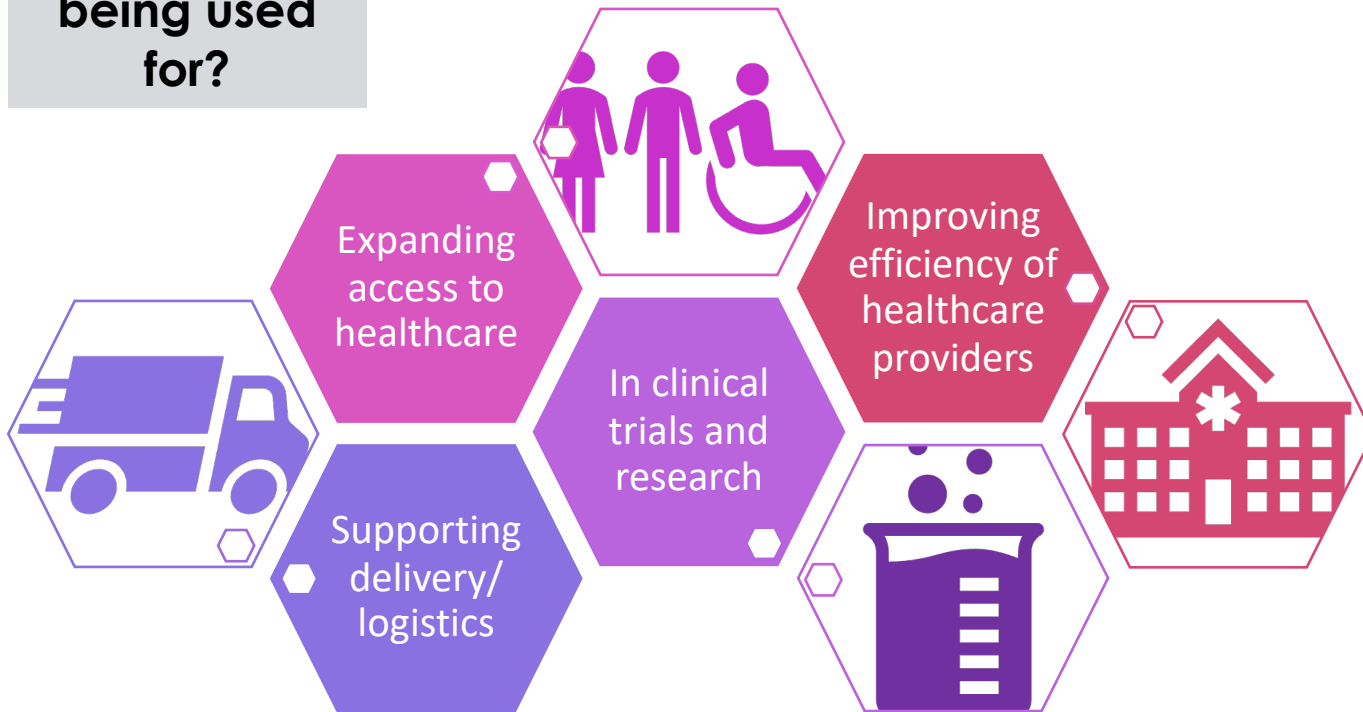 being used
for?
Expanding
access to
healthcare
Improving
efficiency of
healthcare
providers
In clinical
trials and
research
Supporting
delivery/
logistics